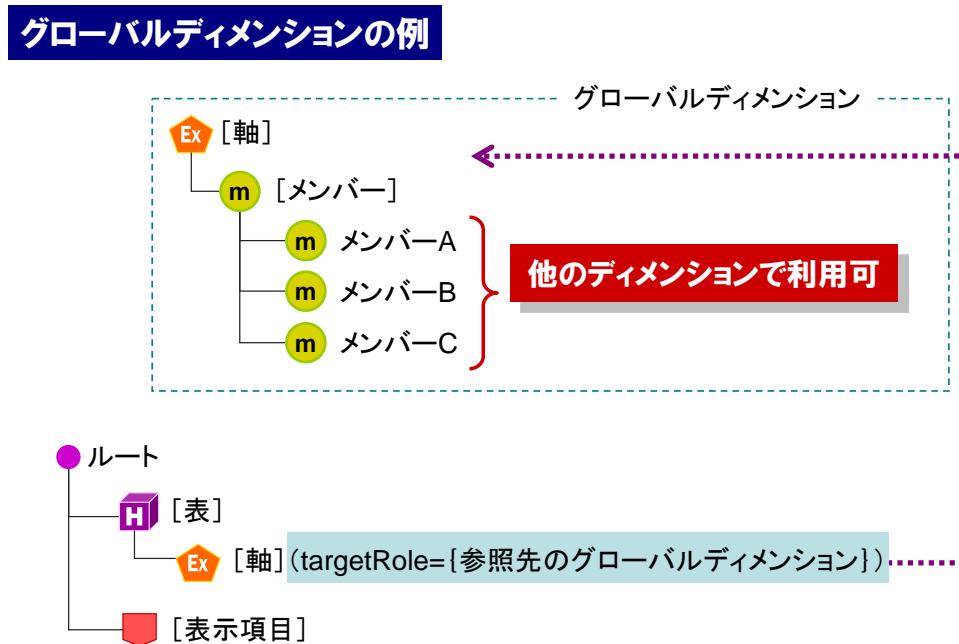 グローバルディメンションの例
グローバルディメンション
Ex [軸]
m [メンバー]
m メンバーA
m メンバーB
m メンバーC
他のディメンションで利用可
ルート
H [表]
Ex [軸](targetRole={参照先のグローバルディメンション})
[表示項目]